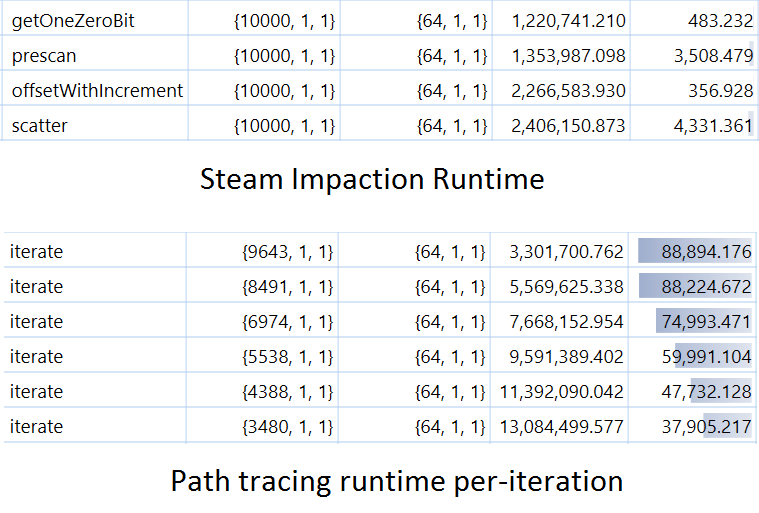 getOneZeroBit {10000, 1, 1} {64, 1, 1} 1,220,741.210 483.232
prescan {10000, 1, 1} {64, 1, 1} 1,353,987.098 3,508.479
offsetWithIncrement {10000, 1, 1} {64, 1, 1} 2,266,583.930 356.928
scatter {10000, 1, 1} {64, 1, 1} 2,406,150.873 4,331.361
Steam Impaction Runtime
iterate {9643, 1, 1} {64, 1, 1} 3,301,700.762 88,894.176
iterate {8491, 1, 1} {64, 1, 1} 5,569,625.338 88,224.672
iterate {6974, 1, 1} {64, 1, 1} 7,668,152.954 74,993.471
iterate {5538, 1, 1} {64, 1, 1} 9,591,389.402 59,991.104
iterate {4388, 1, 1} {64, 1, 1} 11,392,090.042 47,732.128
iterate {3480, 1, 1} {64, 1, 1} 13,084,499.577 37,905.217
Path tracing runtime per-iteration